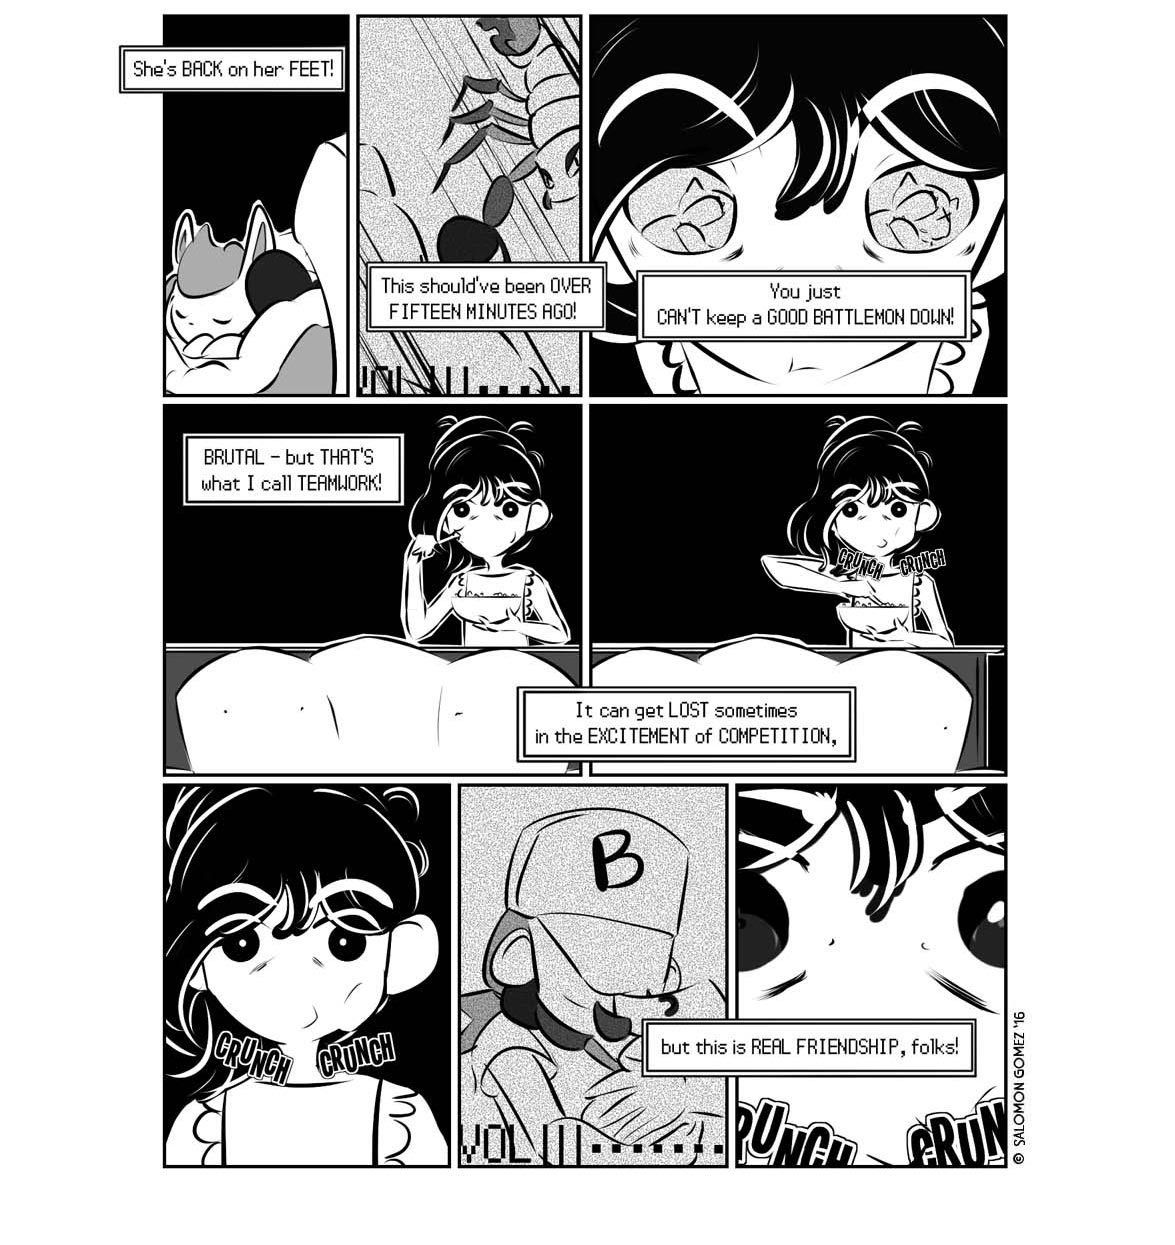 She's BACK on her FEET!
This should've been OVER
FIFTEEN MINUTES AGO!
VOL
You just
CAN'T keep a GOOD BATTLEMON DOWN!
BRUTAL - but THAT'S
what I call TEAMWORK!
CRUNCH CRUNCH
It can get LOST sometimes
in the EXCITEMENT of COMPETITION,
CRUNCH CRUNCH
B
VOL
but this is REAL FRIENDSHIP, folks!
RUNCH CRUN
© SALOMON GOMEZ '16